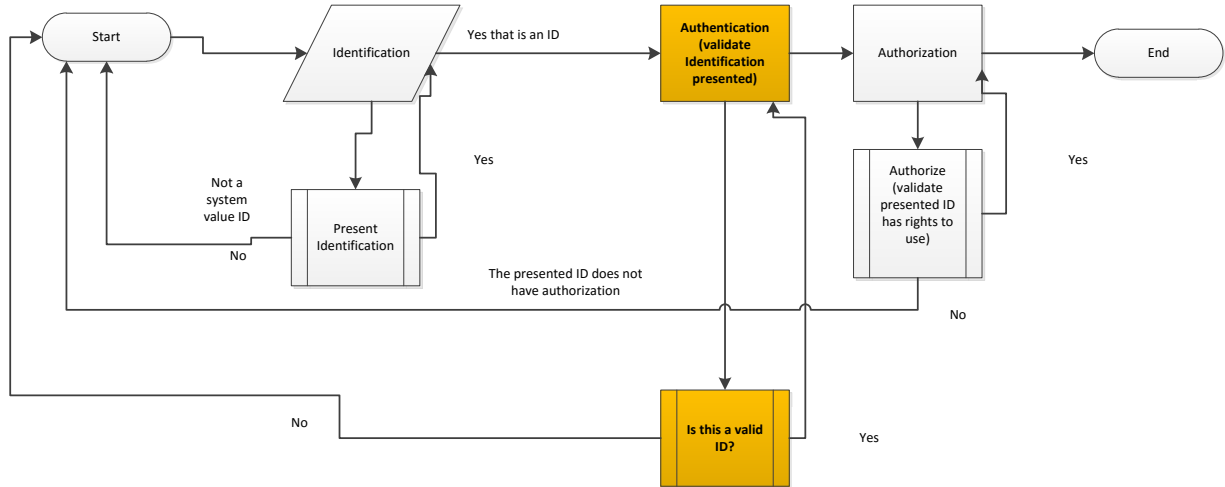 Start
Identification
Yes that is an ID
Authentication
(validate
Identification
presented)
Authorization
End
Yes
Not a
system
value ID
No
Present
Identification
Authorize
(validate
presented ID
has rights to
use)
Yes
The presented ID does not
have authorization
No
No
Is this a valid
ID?
Yes